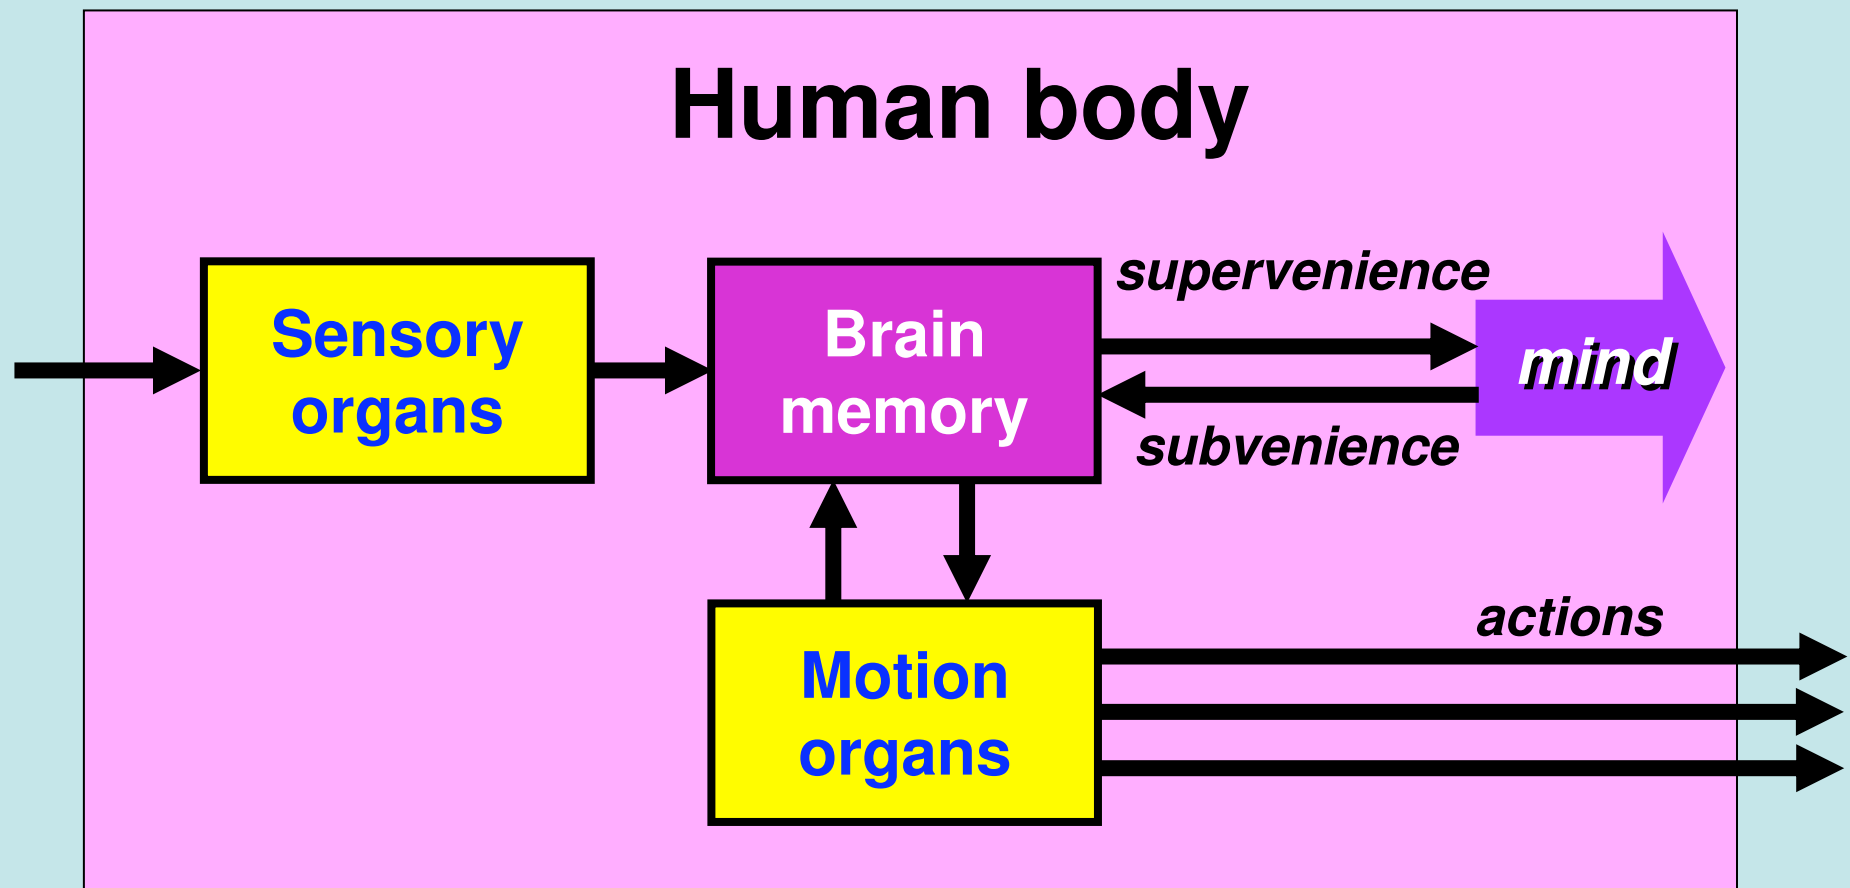 Human body
supervenience
Sensory
organs
Brain
memory
mind
subvenience
actions
Motion
organs